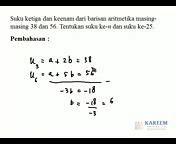 Suku ketiga dan keenam dari barisan aritmetika masing-
masing 38 dan 56. Tentukan suku ke-n dan suku ke-25.
Pembahasan :
U₃ = a + 2b = 38
U₆ = a + 5b = 56
-3b = -18
b = -18/-3 = 6
KAREEM